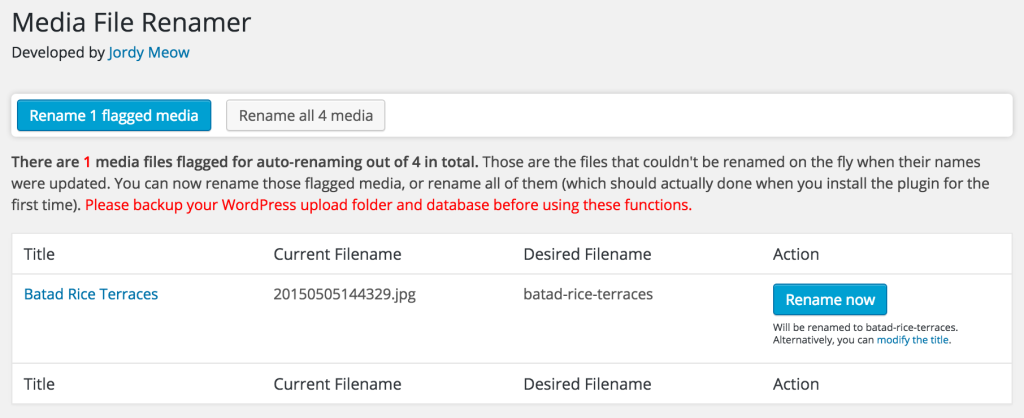 Media File Renamer
Developed by Jordy Meow
Rename 1 flagged media
Rename all 4 media
There are 1 media files flagged for auto-renaming out of 4 in total. Those are the files that couldn't be renamed on the fly when their names
were updated. You can now rename those flagged media, or rename all of them (which should actually done when you install the plugin for the
first time). Please backup your WordPress upload folder and database before using these functions.
Title Current Filename Desired Filename Action
Batad Rice Terraces 20150505144329.jpg batad-rice-terraces Rename now
Will be renamed to batad-rice-terraces.
Alternatively, you can modify the title.
Title Current Filename Desired Filename Action